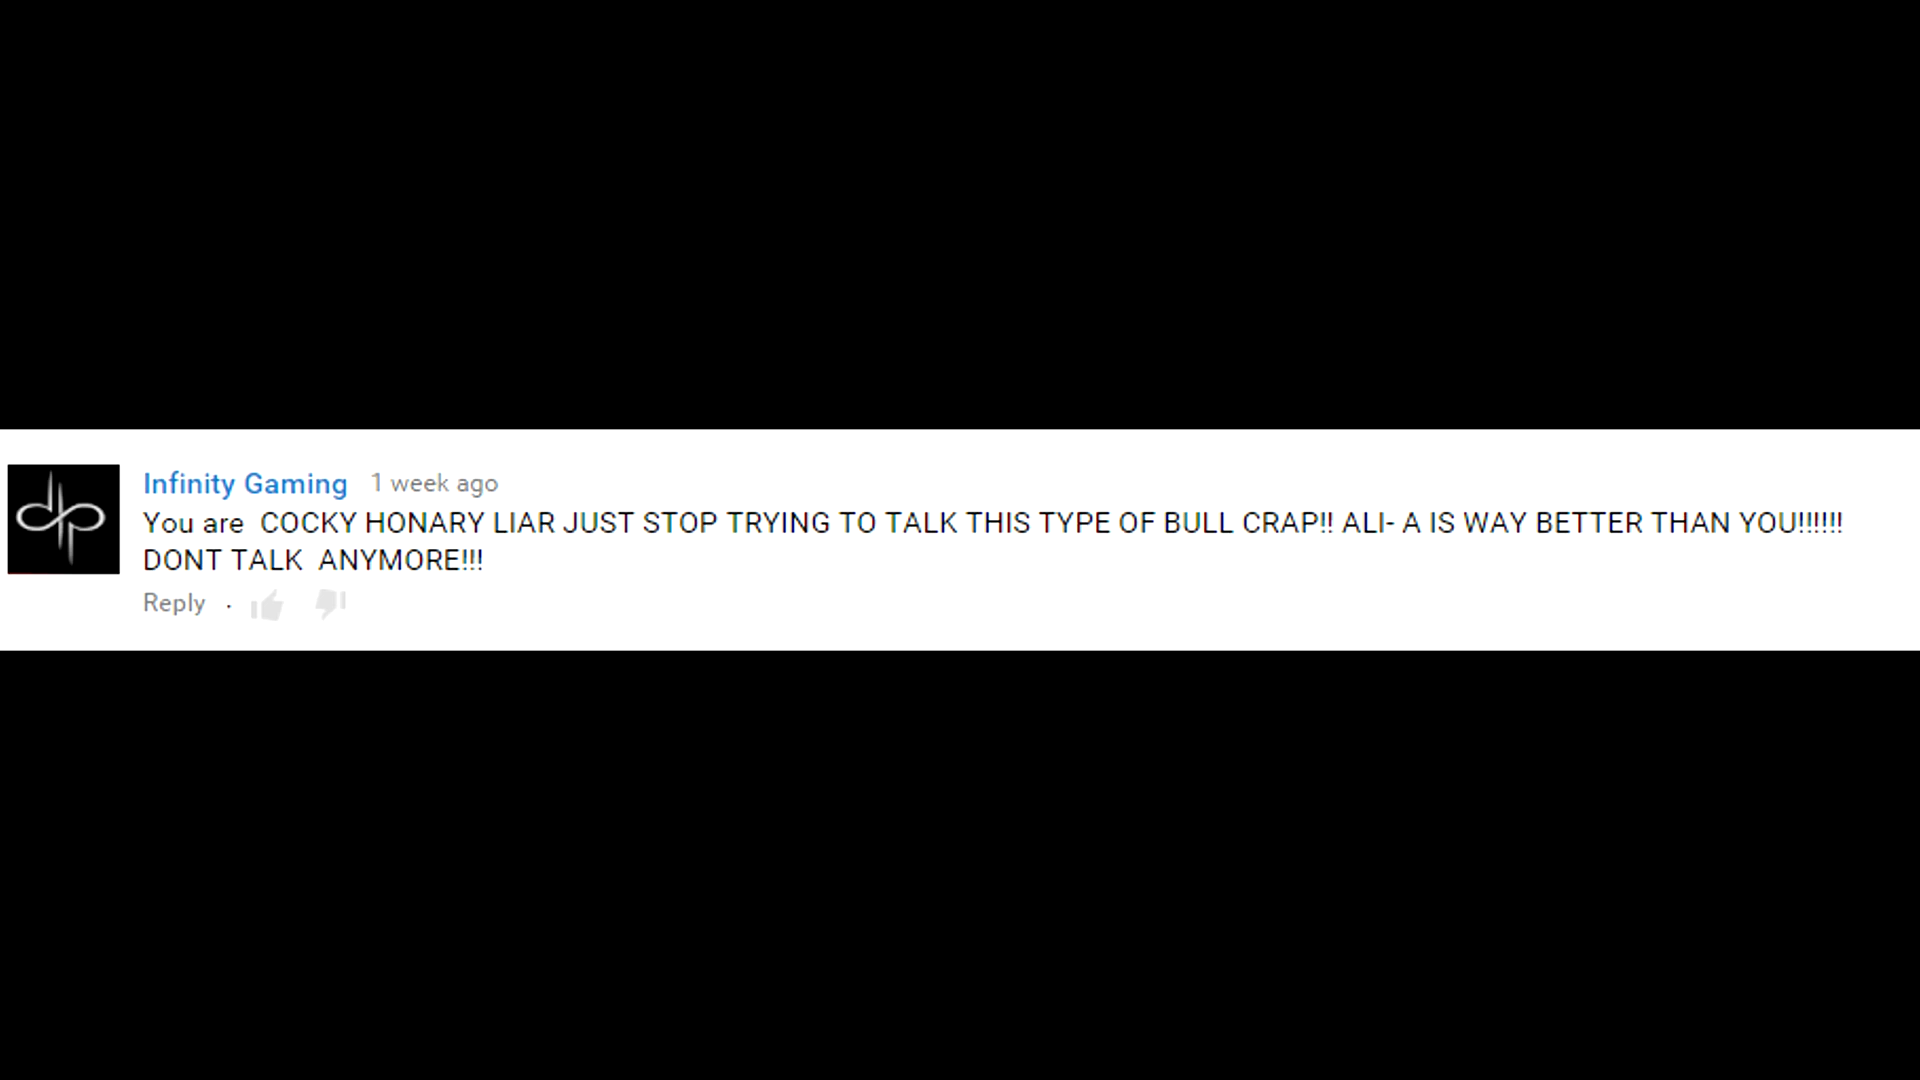 Infinity Gaming 1 week ago
You are COCKY HONARY LIAR JUST STOP TRYING TO TALK THIS TYPE OF BULL CRAP!! ALI- A IS WAY BETTER THAN YOU!!!!!!
DONT TALK ANYMORE!!!
Reply ·